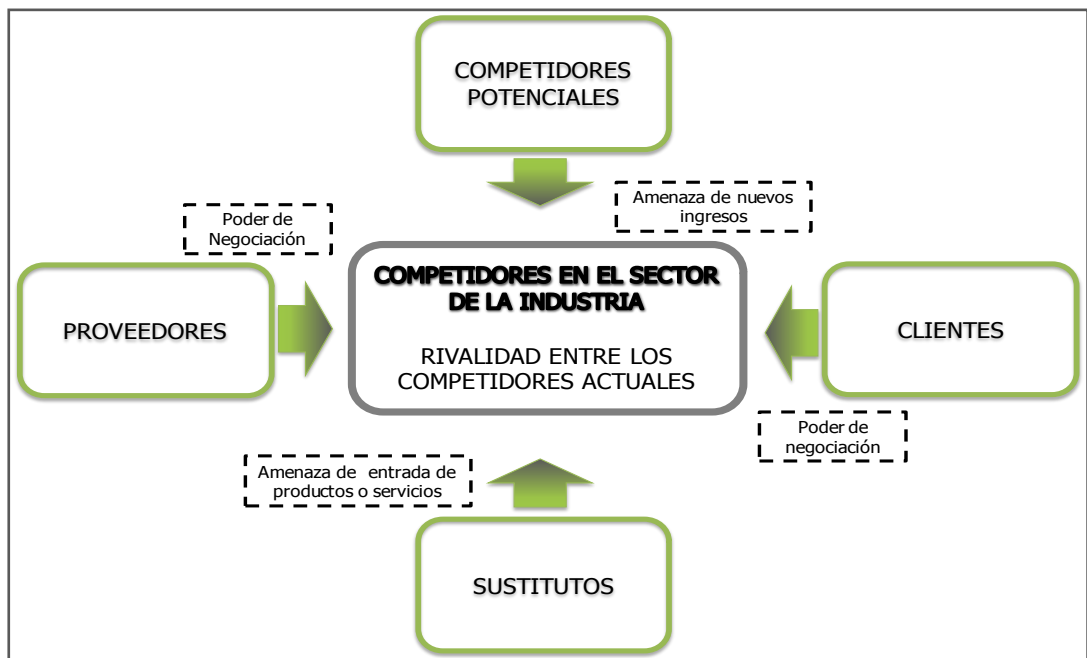 COMPETIDORES
POTENCIALES
Amenaza de nuevos
ingresos
Poder de
Negociación
PROVEEDORES
COMPETIDORES EN EL SECTOR
DE LA INDUSTRIA
RIVALIDAD ENTRE LOS
COMPETIDORES ACTUALES
CLIENTES
Poder de
negociación
Amenaza de entrada de
productos o servicios
SUSTITUTOS